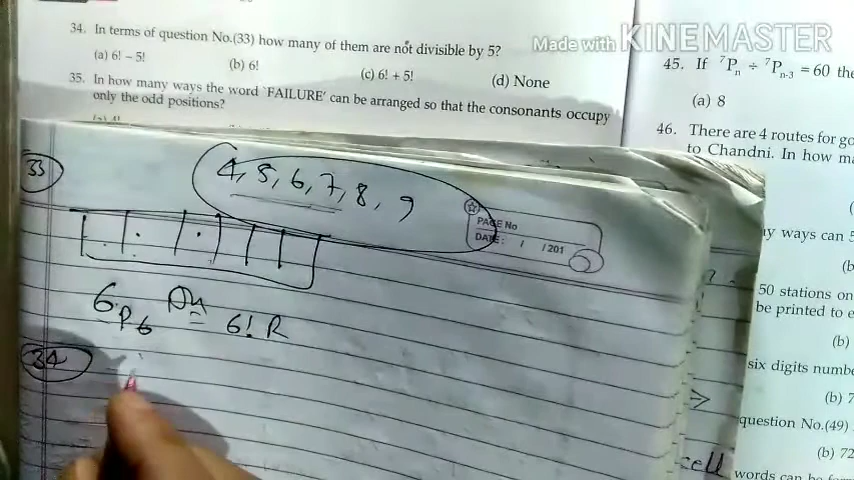 34. In terms of question No.(33) how many of them are not divisible by 5?
(a) 6! – 5!
(b) 6!
(c) 6! + 5!
(d) None
35. In how many ways the word `FAILURE' can be arranged so that the consonants occupy
only the odd positions?
Made with KINEMASTER
45. If ⁷Pₙ ÷ ⁷Pₙ₋₃ = 60 the
(a) 8
46. There are 4 routes for go
to Chandni. In how m
y ways can 5
(b
50 stations on
be printed to e
(b)
six digits numbe
(b) 7
question No.(49)
(b) 72
words can be for
33
4, 5, 6, 7, 8, 9
PAGE No
DATE: / /201
6P6
6! R
34
cell